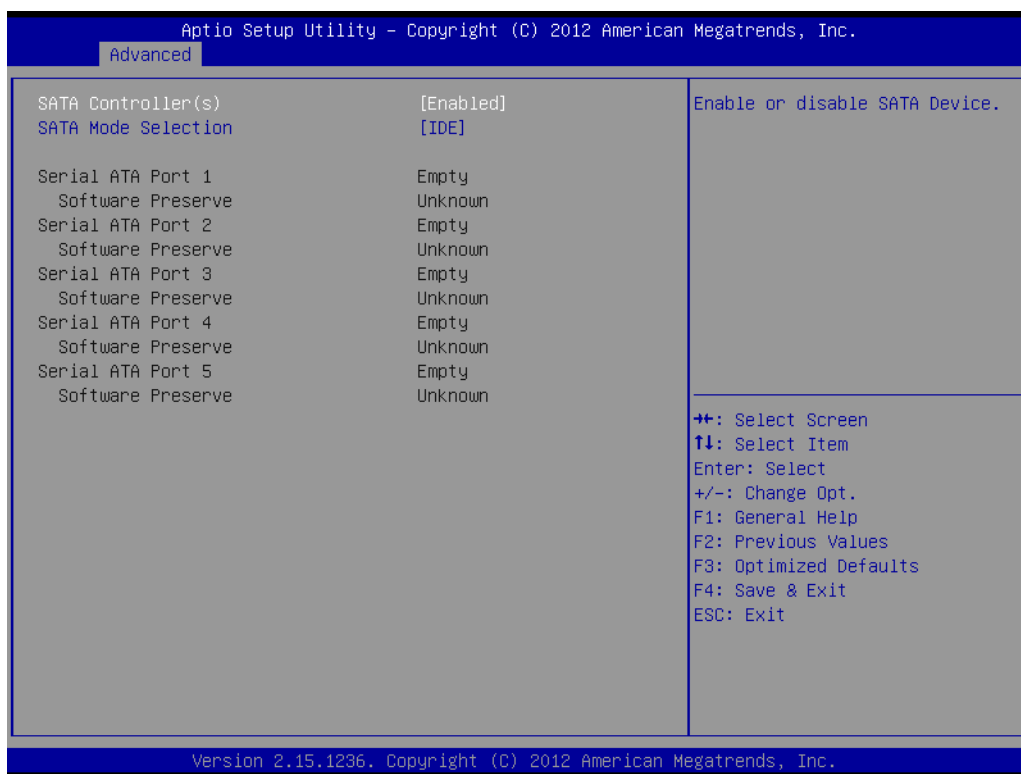 Aptio Setup Utility – Copyright (C) 2012 American Megatrends, Inc.
Advanced
SATA Controller(s) [Enabled]
SATA Mode Selection [IDE]
Serial ATA Port 1 Empty
Software Preserve Unknown
Serial ATA Port 2 Empty
Software Preserve Unknown
Serial ATA Port 3 Empty
Software Preserve Unknown
Serial ATA Port 4 Empty
Software Preserve Unknown
Serial ATA Port 5 Empty
Software Preserve Unknown
Enable or disable SATA Device.
→←: Select Screen
↑↓: Select Item
Enter: Select
+/-: Change Opt.
F1: General Help
F2: Previous Values
F3: Optimized Defaults
F4: Save & Exit
ESC: Exit
Version 2.15.1236. Copyright (C) 2012 American Megatrends, Inc.